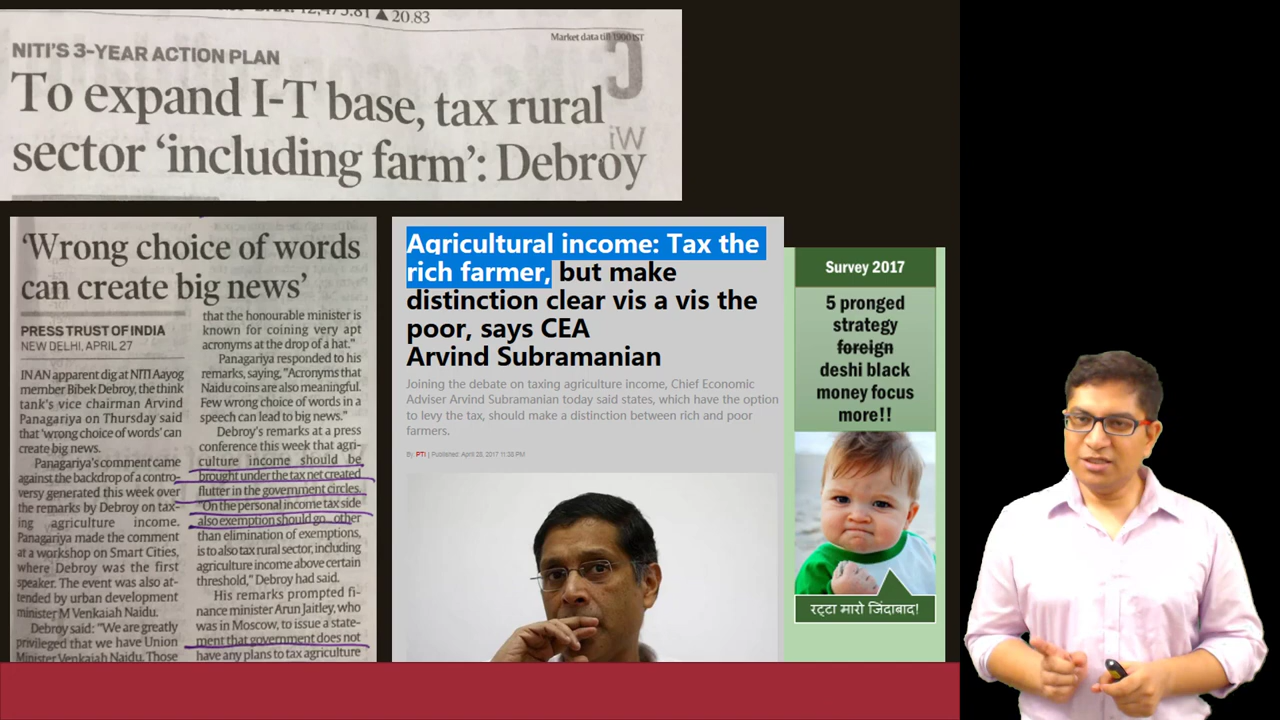 12,475.81 ▲ 20.83
Market data till 1900 IST
NITI'S 3-YEAR ACTION PLAN
To expand I-T base, tax rural
sector 'including farm': Debroy
'Wrong choice of words
can create big news'
PRESS TRUST OF INDIA
NEW DELHI, APRIL 27
IN AN apparent dig at NITI Aayog
member Bibek Debroy, the think
tank's vice chairman Arvind
Panagariya on Thursday said
that 'wrong choice of words' can
create big news.
Panagariya's comment came
against the backdrop of a contro-
versy generated this week over
the remarks by Debroy on tax-
ing agriculture income.
Panagariya made the comment
at a workshop on Smart Cities,
where Debroy was the first
speaker. The event was also at-
tended by urban development
minister M Venkaiah Naidu.
Debroy said: "We are greatly
privileged that we have Union
Minister Venkaiah Naidu. Those
that the honourable minister is
known for coining very apt
acronyms at the drop of a hat."
Panagariya responded to his
remarks, saying, "Acronyms that
Naidu coins are also meaningful.
Few wrong choice of words in a
speech can lead to big news."
Debroy's remarks at a press
conference this week that agri-
culture income should be
brought under the tax net created
flutter in the government circles.
"On the personal income tax side
also exemption should go.. other
than elimination of exemptions,
is to also tax rural sector, including
agriculture income above certain
threshold," Debroy had said.
His remarks prompted fi-
nance minister Arun Jaitley, who
was in Moscow, to issue a state-
ment that government does not
have any plans to tax agriculture
Agricultural income: Tax the
rich farmer, but make
distinction clear vis a vis the
poor, says CEA
Arvind Subramanian
Joining the debate on taxing agriculture income, Chief Economic
Adviser Arvind Subramanian today said states, which have the option
to levy the tax, should make a distinction between rich and poor
farmers.
By PTI | Published: April 28, 2017 11:38 PM
Survey 2017
5 pronged
strategy
foreign
deshi black
money focus
more!!
रट्टा मारो जिंदाबाद!